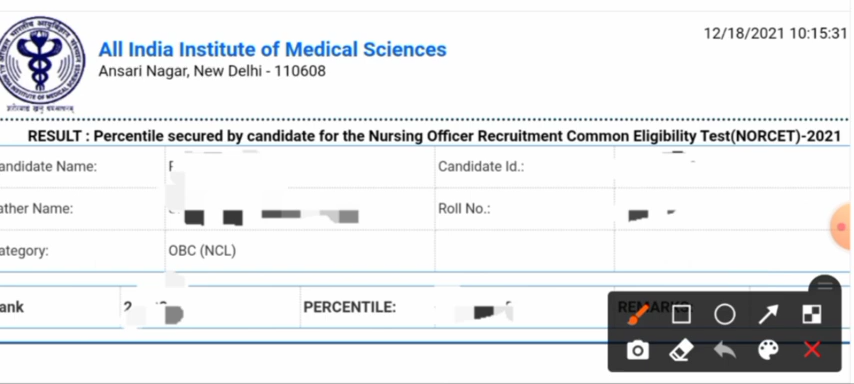 12/18/2021 10:15:31
All India Institute of Medical Sciences
Ansari Nagar, New Delhi - 110608
RESULT : Percentile secured by candidate for the Nursing Officer Recruitment Common Eligibility Test(NORCET)-2021
andidate Name: Candidate Id.:
ather Name: Roll No.:
ategory: OBC (NCL)
ank 2 PERCENTILE: REMARKS: